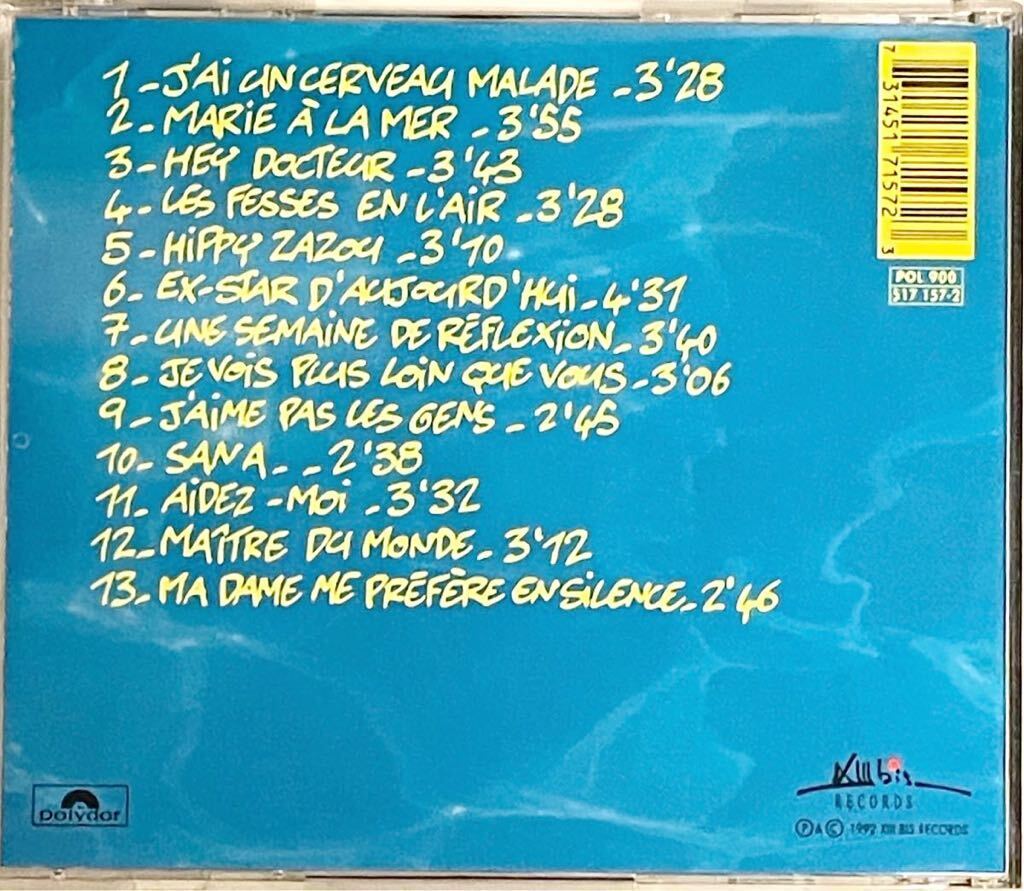 1-J'AI UN CERVEAU MALADE -3'28
2-MARIE À LA MER -3'55
3-HEY DOCTEUR -3'43
4-LES FESSES EN L'AIR -3'28
5-HIPPY ZAZOU -3'10
6-EX-STAR D'AUJOURD'HUI-4'31
7-UNE SEMAINE DE RÉFLEXION-3'40
8-JE VOIS PLUS LOIN QUE VOUS-3'06
9-J'AIME PAS LES GENS -2'45
10-SANA--2'38
11-AIDEZ-MOI -3'32
12-MAÎTRE DU MONDE-3'12
13-MA DAME ME PRÉFÈRE EN SILENCE-2'46
7 31451 71572 3
POL 900
517 157-2
polydor
XIII bis
RECORDS
Ⓟ & © 1992 XIII BIS RECORDS